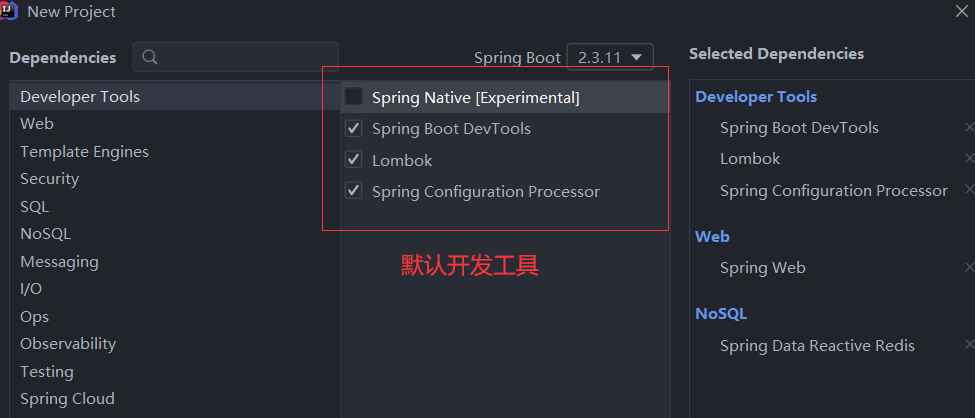 New Project
Dependencies
Spring Boot 2.3.11
Selected Dependencies
Developer Tools
Web
Template Engines
Security
SQL
NoSQL
Messaging
I/O
Ops
Observability
Testing
Spring Cloud
Spring Native [Experimental]
Spring Boot DevTools
Lombok
Spring Configuration Processor
默认开发工具
Developer Tools
Spring Boot DevTools
Lombok
Spring Configuration Processor
Web
Spring Web
NoSQL
Spring Data Reactive Redis